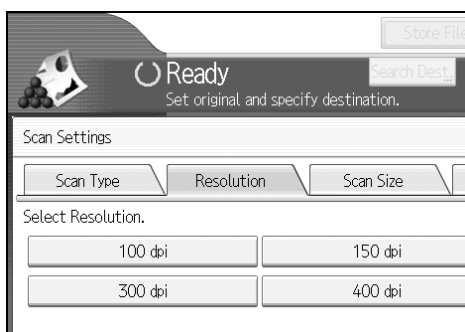 Store File
Ready
Search Dest.
Set original and specify destination.
Scan Settings
Scan Type Resolution Scan Size
Select Resolution.
100 dpi 150 dpi
300 dpi 400 dpi